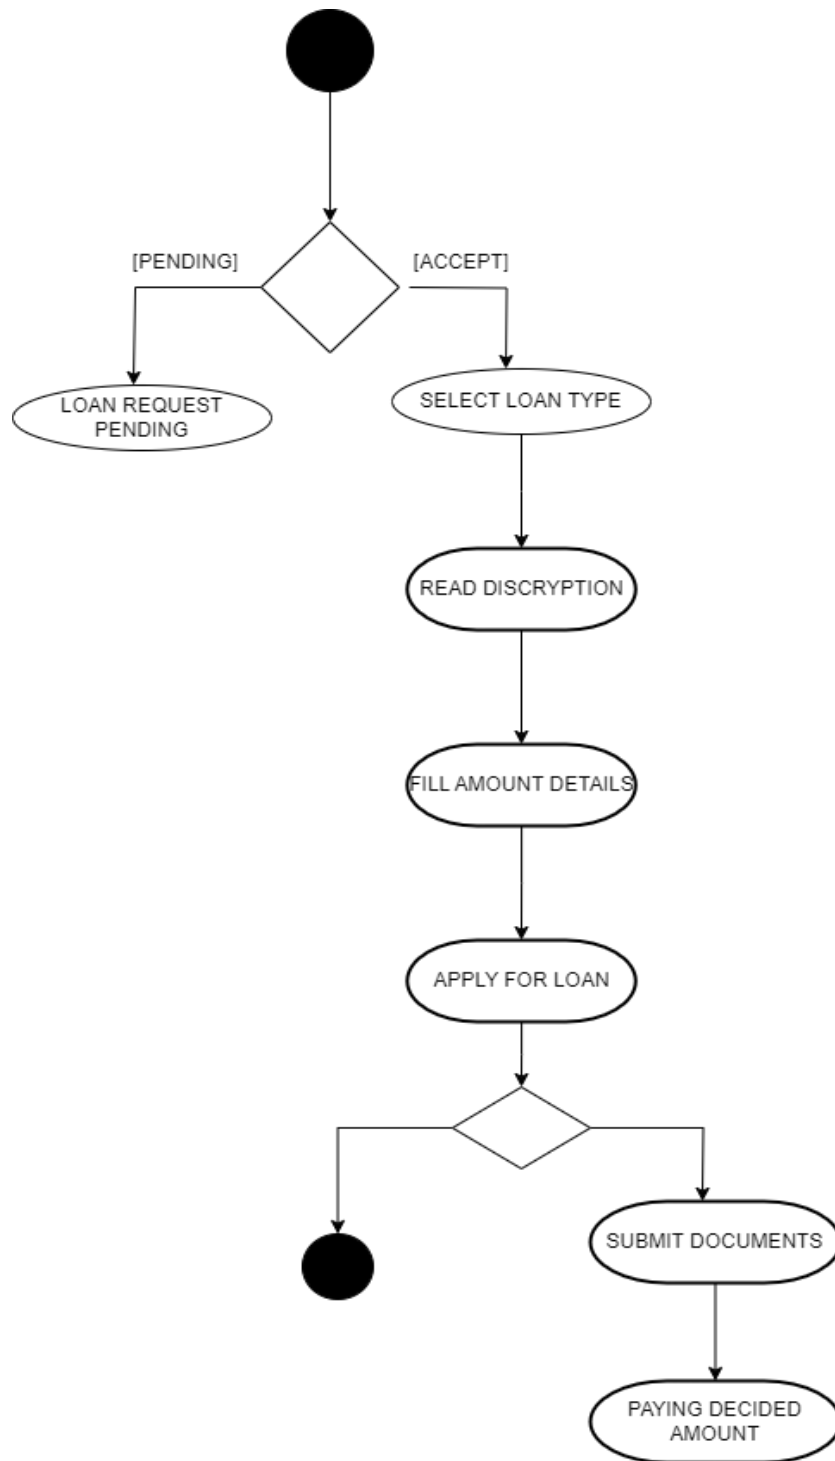 [PENDING]
[ACCEPT]
LOAN REQUEST
PENDING
SELECT LOAN TYPE
READ DISCRYPTION
FILL AMOUNT DETAILS
APPLY FOR LOAN
SUBMIT DOCUMENTS
PAYING DECIDED
AMOUNT